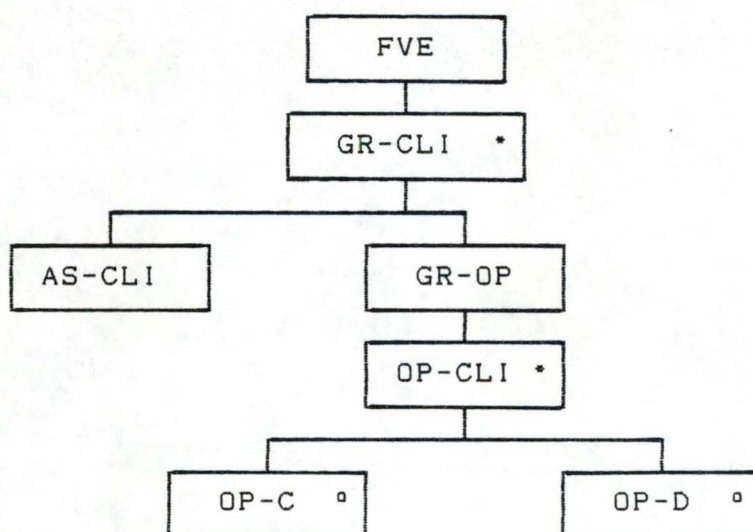 FVE
GR-CLI *
AS-CLI GR-OP
OP-CLI *
OP-C o OP-D o